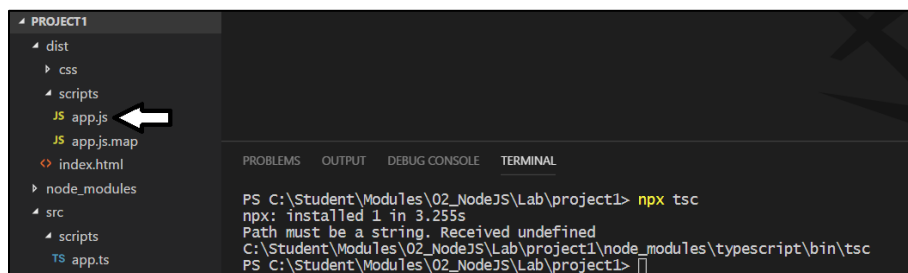 PROJECT1
dist
css
scripts
JS app.js
JS app.js.map
<> index.html
node_modules
src
scripts
TS app.ts
PROBLEMS OUTPUT DEBUG CONSOLE TERMINAL
PS C:\Student\Modules\02_NodeJS\Lab\project1> npx tsc
npx: installed 1 in 3.255s
Path must be a string. Received undefined
C:\Student\Modules\02_NodeJS\Lab\project1\node_modules\typescript\bin\tsc
PS C:\Student\Modules\02_NodeJS\Lab\project1>